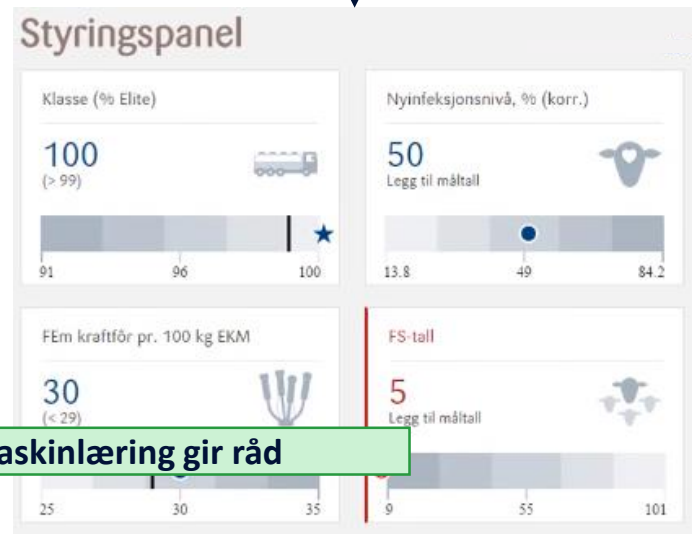 Styringspanel
Klasse (% Elite)
100
(> 99)
91 96 100
Nyinfeksjonsnivå, % (korr.)
50
Legg til måltall
13.8 49 84.2
FEm kraftfôr pr. 100 kg EKM
30
(< 29)
25 30 35
FS-tall
5
Legg til måltall
9 55 101
askinlæring gir råd